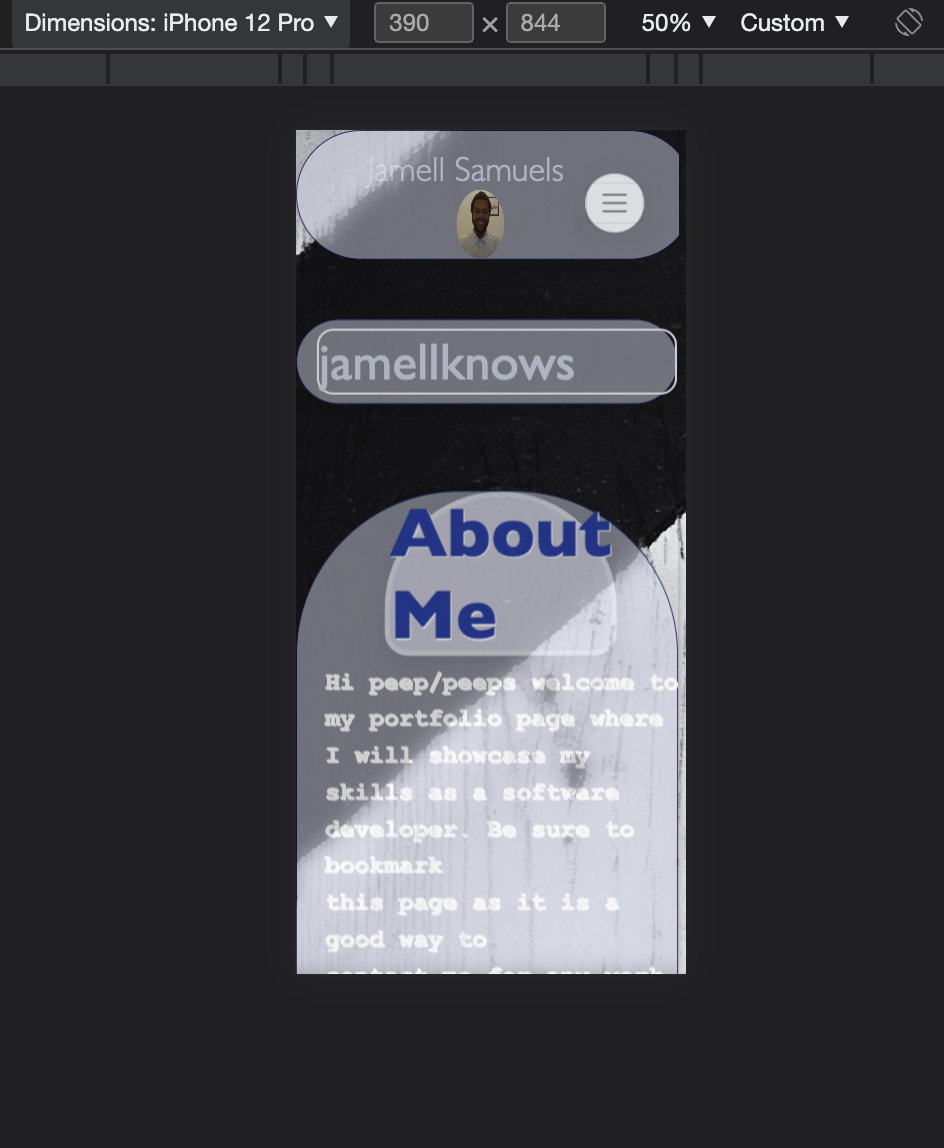 Dimensions: iPhone 12 Pro ▼ 390 × 844 50% ▼ Custom ▼
Jamell Samuels
jamellknows
About
Me
Hi peep/peeps welcome to
my portfolio page where
I will showcase my
skills as a software
developer. Be sure to
bookmark
this page as it is a
good way to